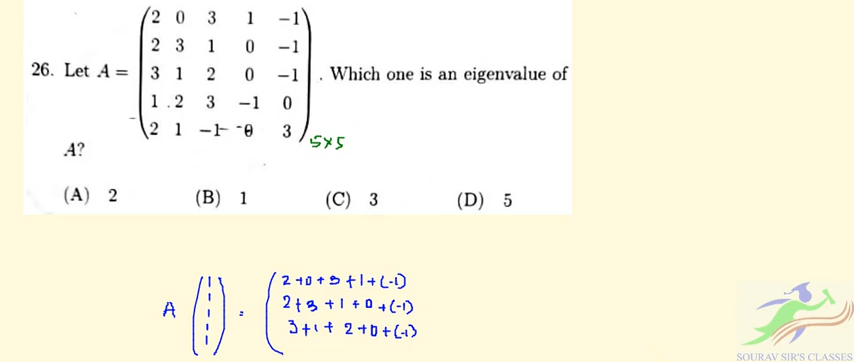 26. Let A = ( 2 0 3 1 −1
2 3 1 0 −1
3 1 2 0 −1
1 2 3 −1 0
2 1 −1 0 3 ) . Which one is an eigenvalue of
5×5
A?
(A) 2 (B) 1 (C) 3 (D) 5
A ( 1 1 1 1 1 ) = ( 2+0+3+1+(-1)
2+3+1+0+(-1)
3+1+2+0+(-1)
SOURAV SIR'S CLASSES